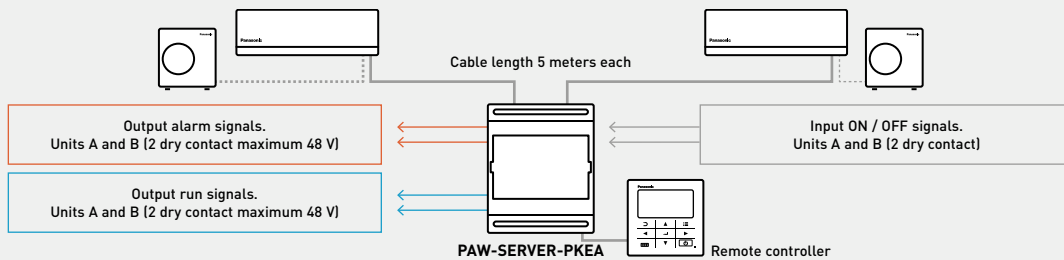 Panasonic
Panasonic
Panasonic
Panasonic
Cable length 5 meters each
Output alarm signals.
Units A and B (2 dry contact maximum 48 V)
Input ON / OFF signals.
Units A and B (2 dry contact)
Output run signals.
Units A and B (2 dry contact maximum 48 V)
Panasonic
PAW-SERVER-PKEA
Remote controller